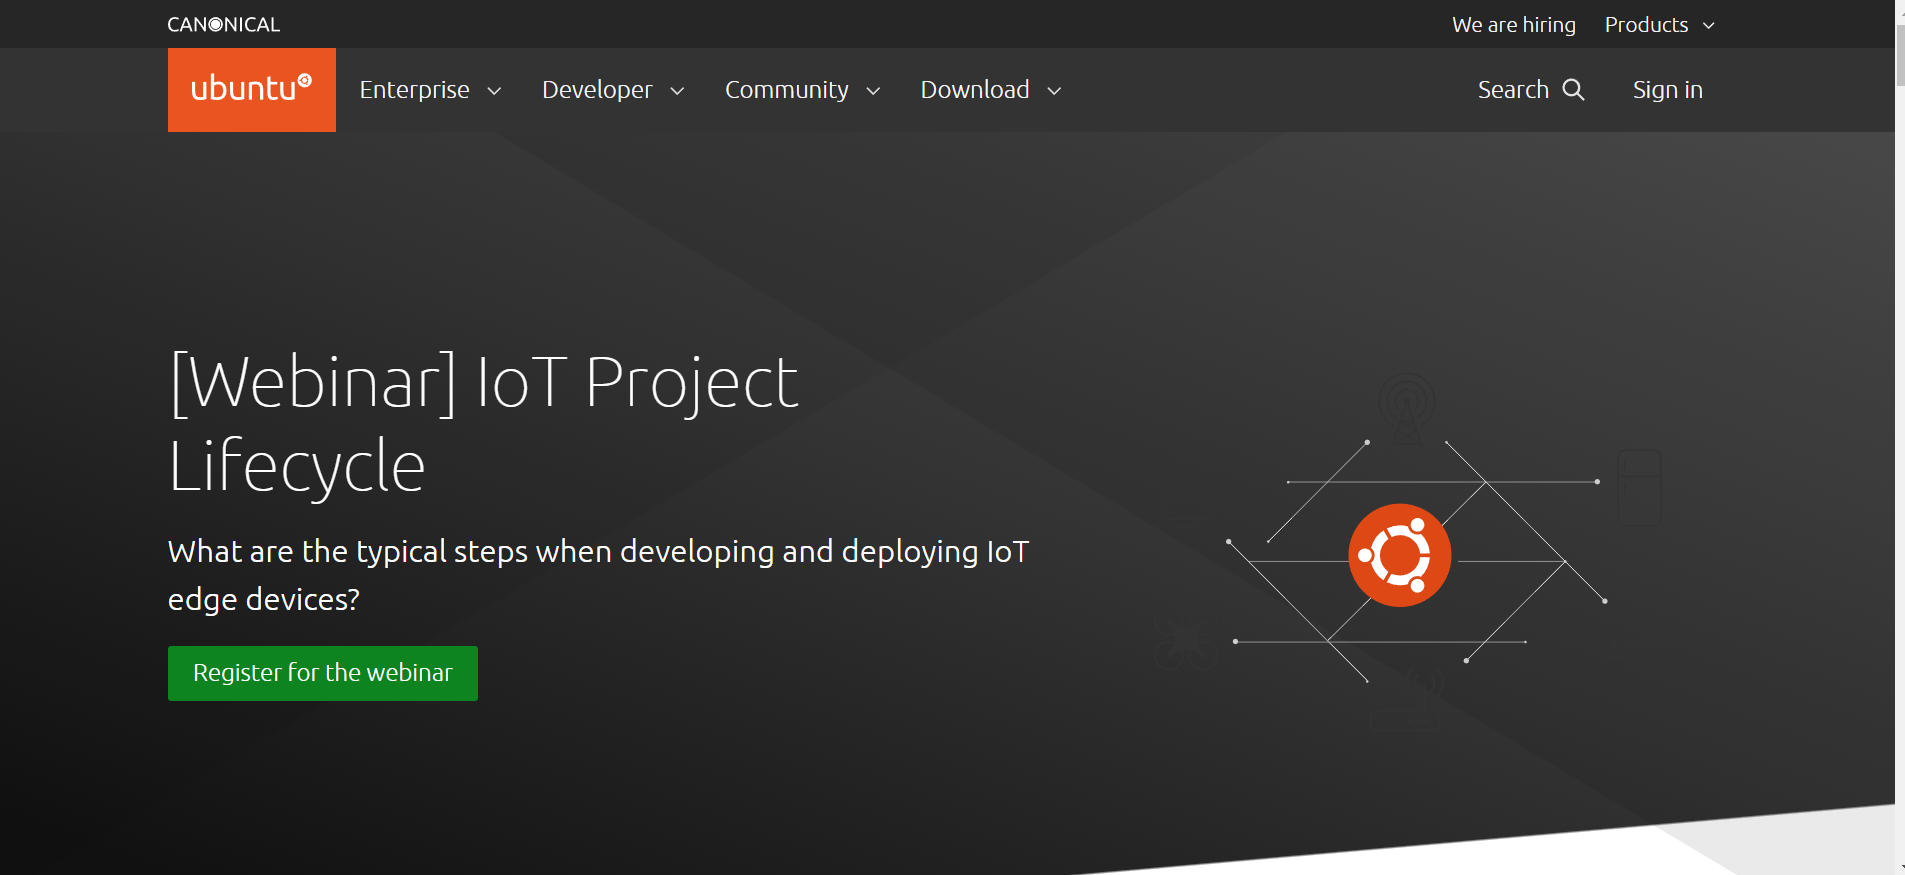 CANONICAL
We are hiring
Products
ubuntu
Enterprise
Developer
Community
Download
Search
Sign in
[Webinar] IoT Project
Lifecycle
What are the typical steps when developing and deploying IoT
edge devices?
Register for the webinar